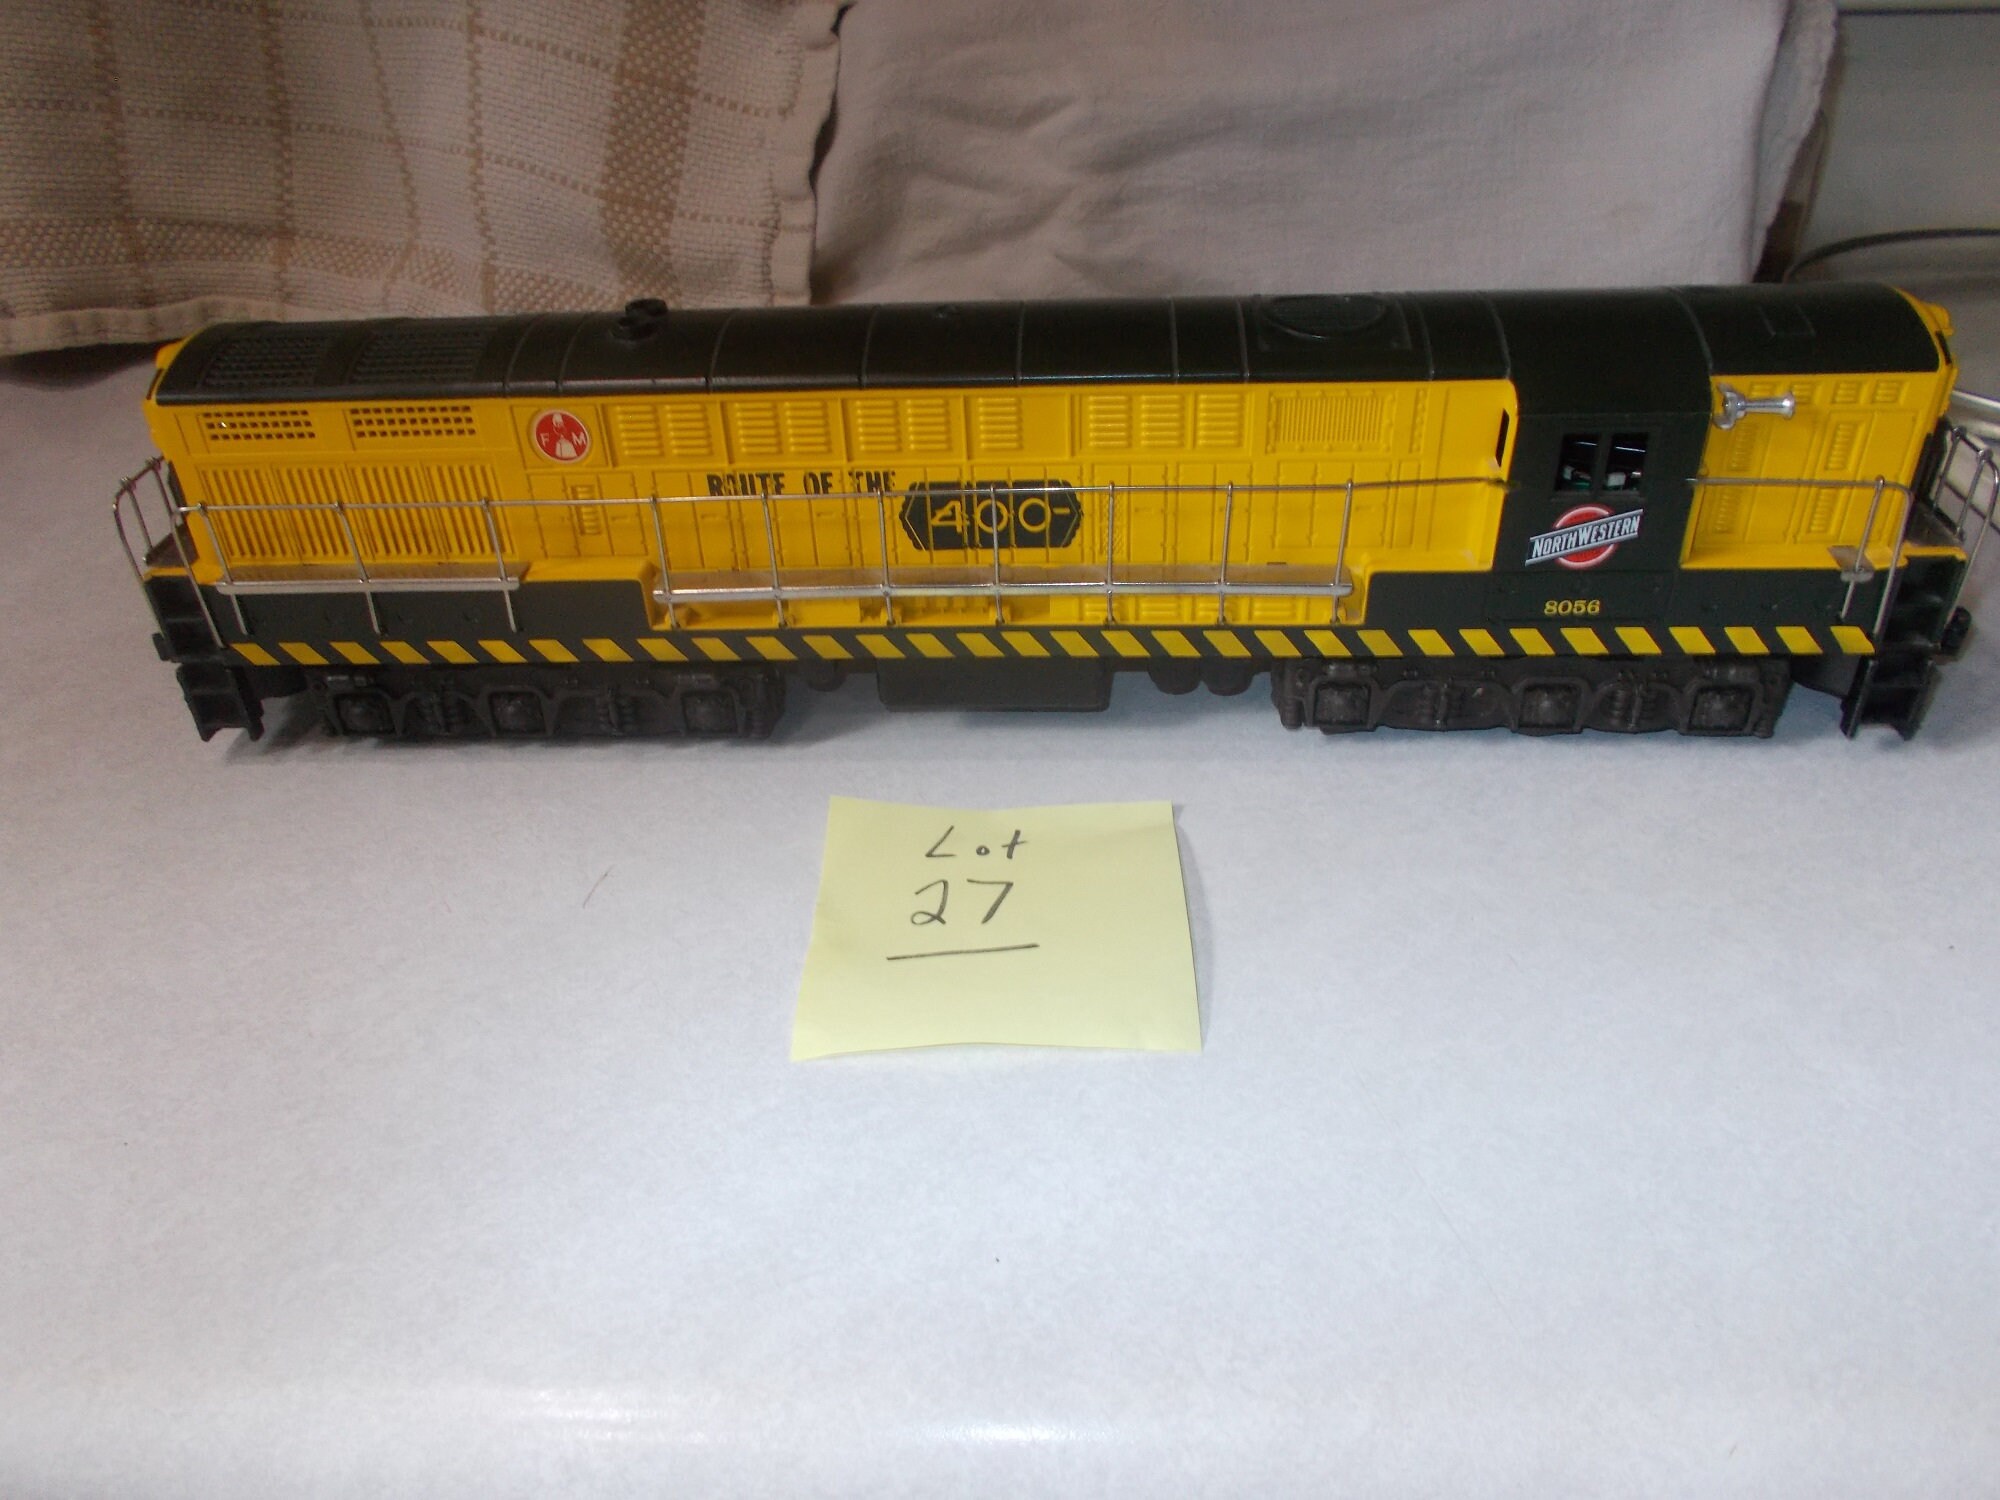 F M
ROUTE OF THE
400
NORTH WESTERN
8056
Lot
27